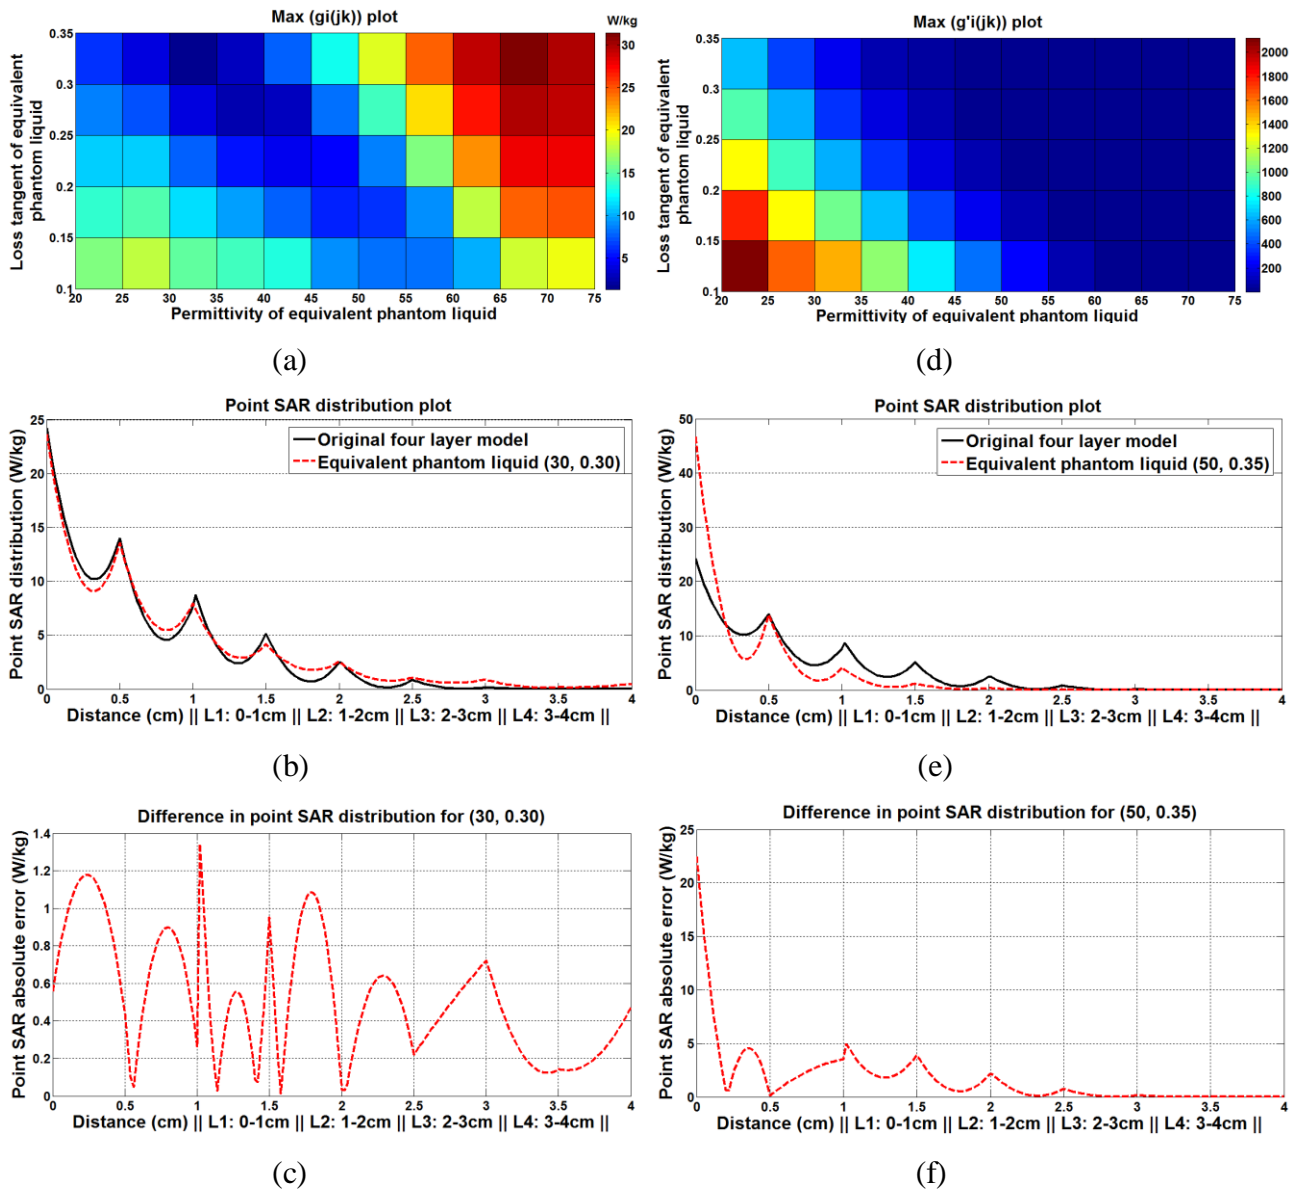 Max (gi(jk)) plot
W/kg
Loss tangent of equivalent
phantom liquid
0.35
0.3
0.25
0.2
0.15
0.1
20 25 30 35 40 45 50 55 60 65 70 75
Permittivity of equivalent phantom liquid
30
25
20
15
10
5
(a)
Max (g'i(jk)) plot
Loss tangent of equivalent
phantom liquid
0.35
0.3
0.25
0.2
0.15
0.1
20 25 30 35 40 45 50 55 60 65 70 75
Permittivity of equivalent phantom liquid
2000
1800
1600
1400
1200
1000
800
600
400
200
(d)
Point SAR distribution plot
Point SAR distribution (W/kg)
25
20
15
10
5
0
Original four layer model
Equivalent phantom liquid (30, 0.30)
0 0.5 1 1.5 2 2.5 3 3.5 4
Distance (cm) || L1: 0-1cm || L2: 1-2cm || L3: 2-3cm || L4: 3-4cm ||
(b)
Point SAR distribution plot
Point SAR distribution (W/kg)
50
40
30
20
10
0
Original four layer model
Equivalent phantom liquid (50, 0.35)
0 0.5 1 1.5 2 2.5 3 3.5 4
Distance (cm) || L1: 0-1cm || L2: 1-2cm || L3: 2-3cm || L4: 3-4cm ||
(e)
Difference in point SAR distribution for (30, 0.30)
Point SAR absolute error (W/kg)
1.4
1.2
1
0.8
0.6
0.4
0.2
0
0 0.5 1 1.5 2 2.5 3 3.5 4
Distance (cm) || L1: 0-1cm || L2: 1-2cm || L3: 2-3cm || L4: 3-4cm ||
(c)
Difference in point SAR distribution for (50, 0.35)
Point SAR absolute error (W/kg)
25
20
15
10
5
0
0 0.5 1 1.5 2 2.5 3 3.5 4
Distance (cm) || L1: 0-1cm || L2: 1-2cm || L3: 2-3cm || L4: 3-4cm ||
(f)